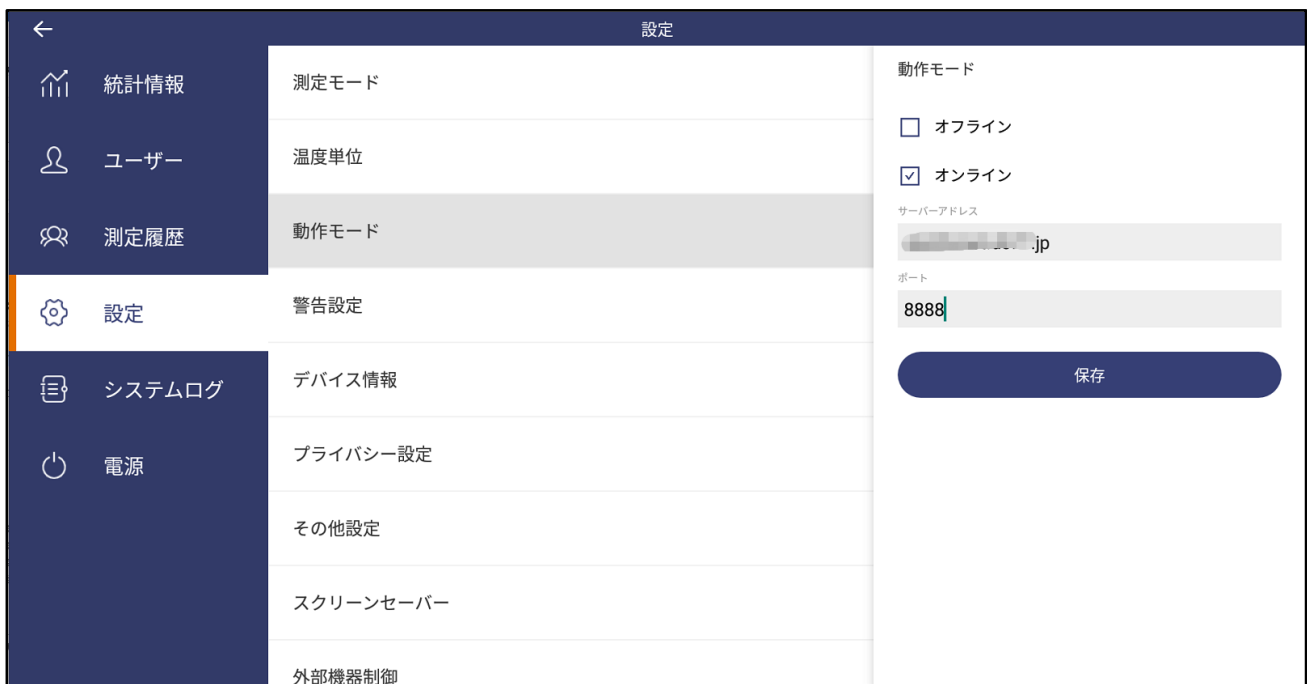 設定
統計情報
ユーザー
測定履歴
設定
システムログ
電源
測定モード
温度単位
動作モード
警告設定
デバイス情報
プライバシー設定
その他設定
スクリーンセーバー
外部機器制御
動作モード
オフライン
オンライン
サーバーアドレス
.jp
ポート
8888
保存